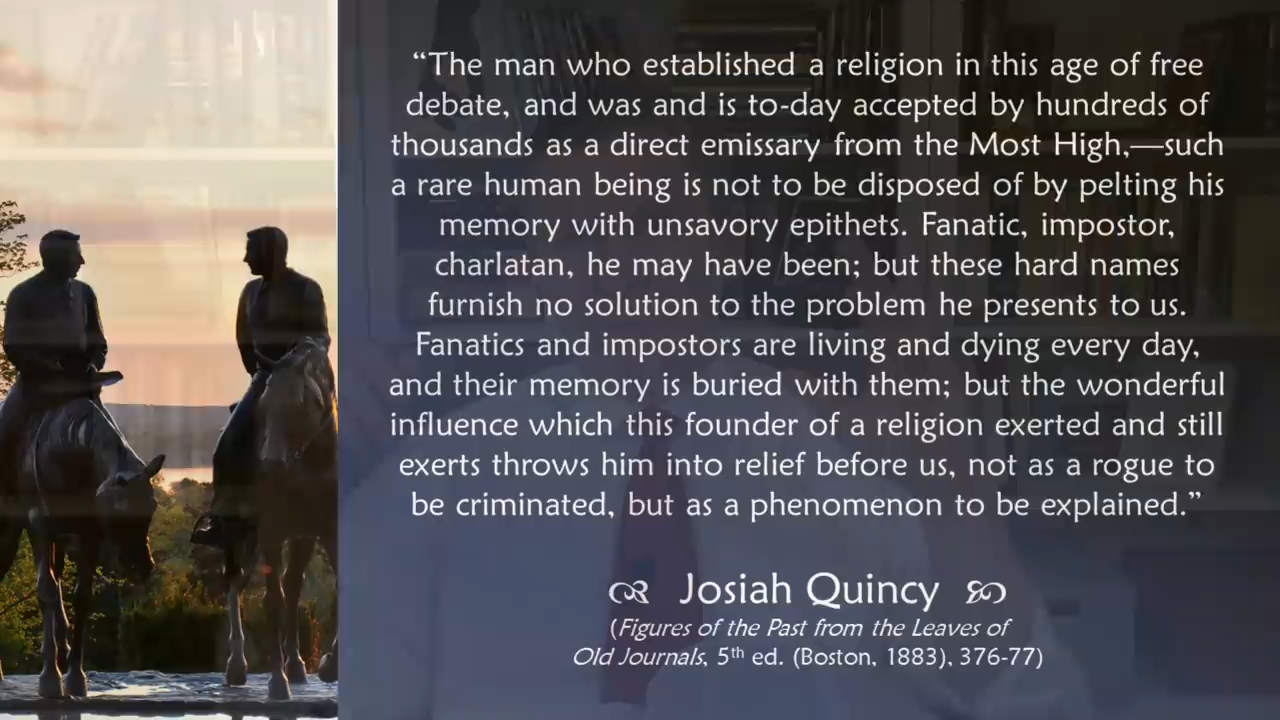 “The man who established a religion in this age of free
debate, and was and is to-day accepted by hundreds of
thousands as a direct emissary from the Most High,—such
a rare human being is not to be disposed of by pelting his
memory with unsavory epithets. Fanatic, impostor,
charlatan, he may have been; but these hard names
furnish no solution to the problem he presents to us.
Fanatics and impostors are living and dying every day,
and their memory is buried with them; but the wonderful
influence which this founder of a religion exerted and still
exerts throws him into relief before us, not as a rogue to
be criminated, but as a phenomenon to be explained.”
Josiah Quincy
(Figures of the Past from the Leaves of
Old Journals, 5th ed. (Boston, 1883), 376-77)